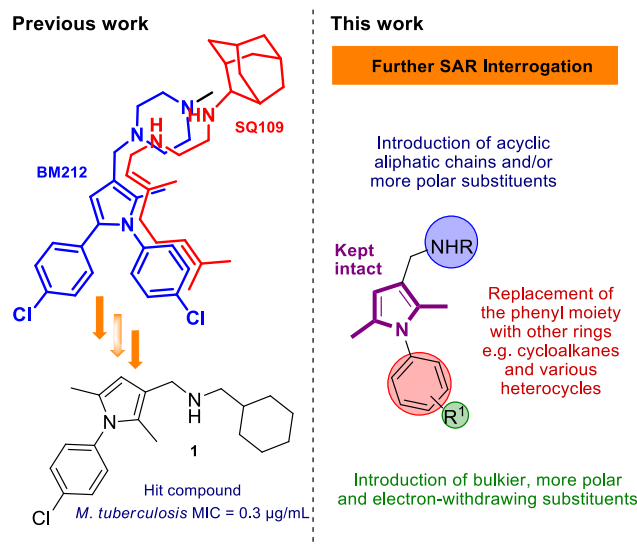 Previous work
H
N
N
HN
N
SQ109
BM212
N
Cl
Cl
N
N
H
1
Cl
Hit compound
M. tuberculosis MIC = 0.3 µg/mL
This work
Further SAR Interrogation
Introduction of acyclic
aliphatic chains and/or
more polar substituents
NHR
Kept
intact
N
R¹
Replacement of
the phenyl moiety
with other rings
e.g. cycloalkanes
and various
heterocycles
Introduction of bulkier, more polar
and electron-withdrawing substituents